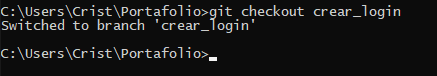 C:\Users\Crist\Portafolio>git checkout crear_login
Switched to branch 'crear_login'
C:\Users\Crist\Portafolio>